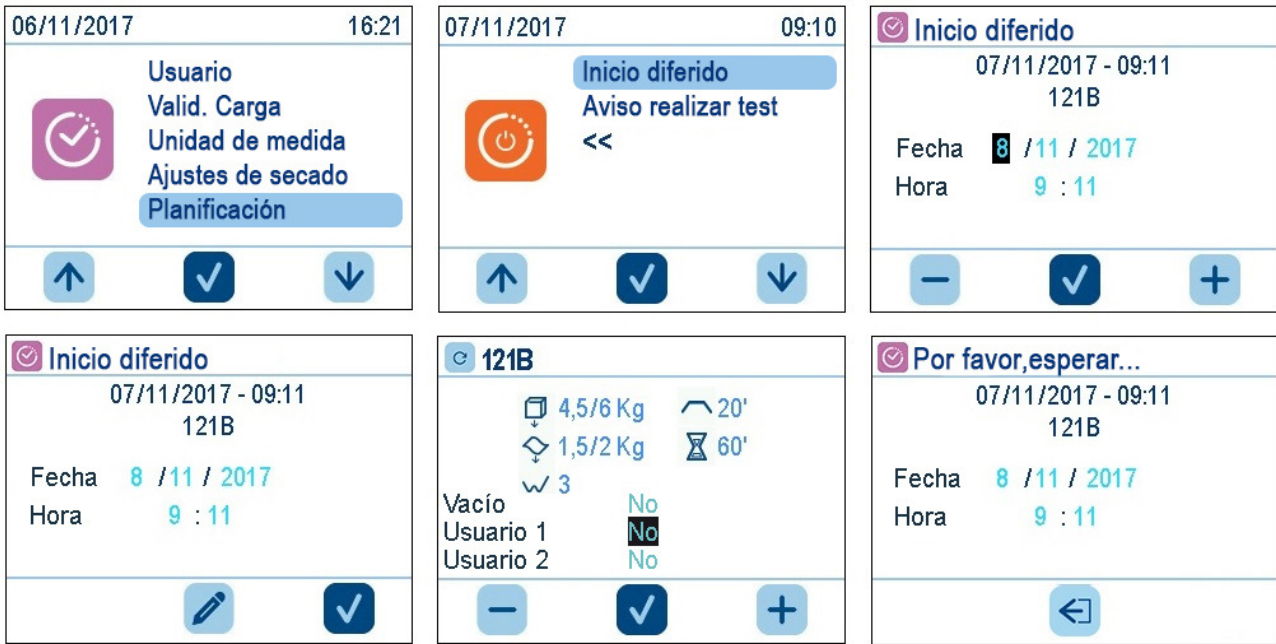 06/11/2017 16:21
Usuario
Valid. Carga
Unidad de medida
Ajustes de secado
Planificación
07/11/2017 09:10
Inicio diferido
Aviso realizar test
<<
Inicio diferido
07/11/2017 - 09:11
121B
Fecha 8 /11 / 2017
Hora 9 : 11
Inicio diferido
07/11/2017 - 09:11
121B
Fecha 8 /11 / 2017
Hora 9 : 11
121B
4,5/6 Kg 20'
1,5/2 Kg 60'
3
Vacío No
Usuario 1 No
Usuario 2 No
Por favor,esperar...
07/11/2017 - 09:11
121B
Fecha 8 /11 / 2017
Hora 9 : 11